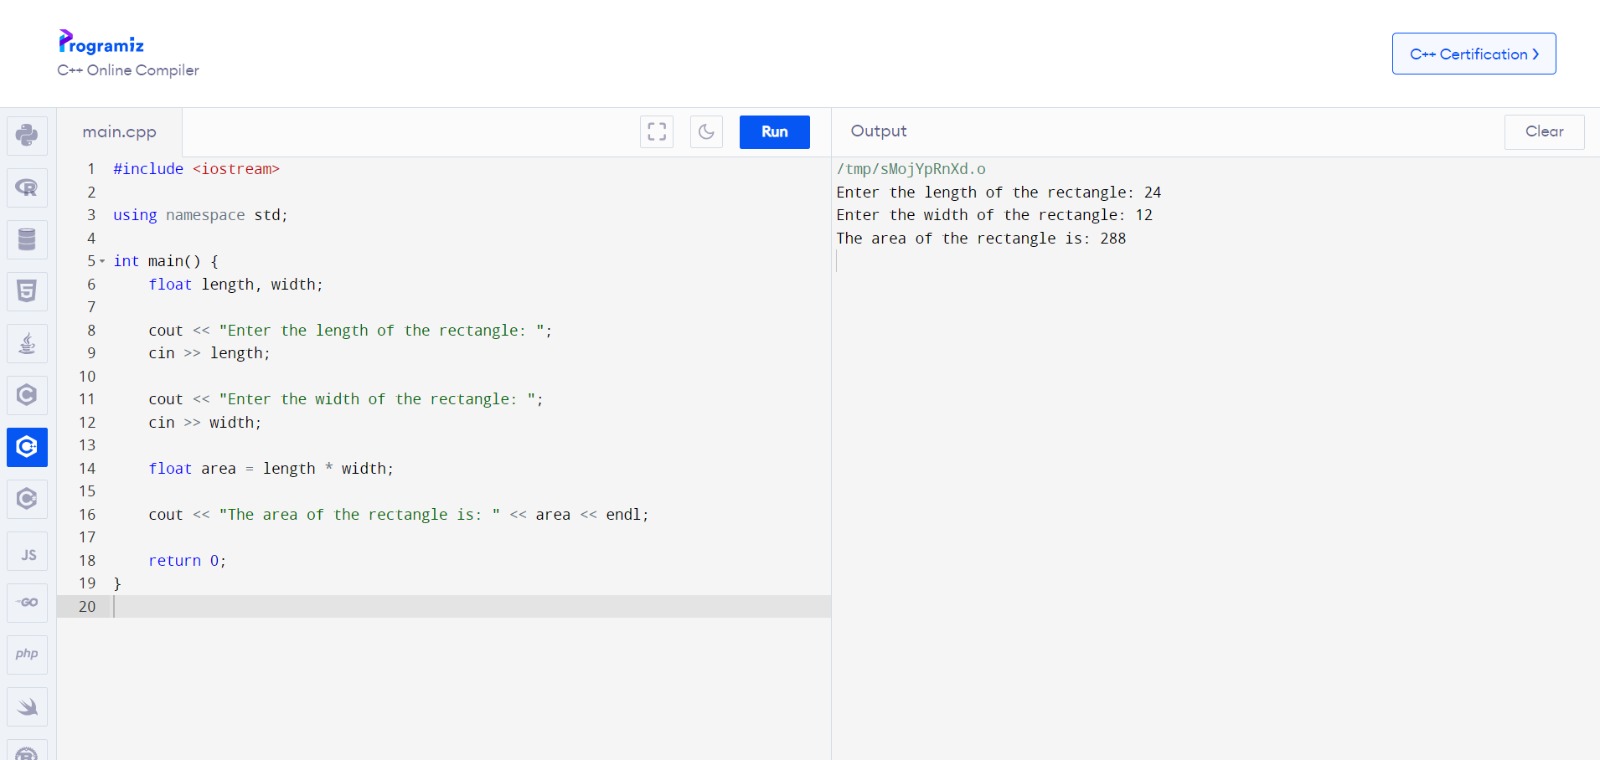 Programiz
C++ Online Compiler
C++ Certification
main.cpp
Run
Output
Clear
1 #include <iostream>
2
3 using namespace std;
4
5 int main() {
6     float length, width;
7
8     cout << "Enter the length of the rectangle: ";
9     cin >> length;
10
11     cout << "Enter the width of the rectangle: ";
12     cin >> width;
13
14     float area = length * width;
15
16     cout << "The area of the rectangle is: " << area << endl;
17
18     return 0;
19 }
20
/tmp/sMojYpRnXd.o
Enter the length of the rectangle: 24
Enter the width of the rectangle: 12
The area of the rectangle is: 288
R
5
C
C+
C
JS
GO
php
R